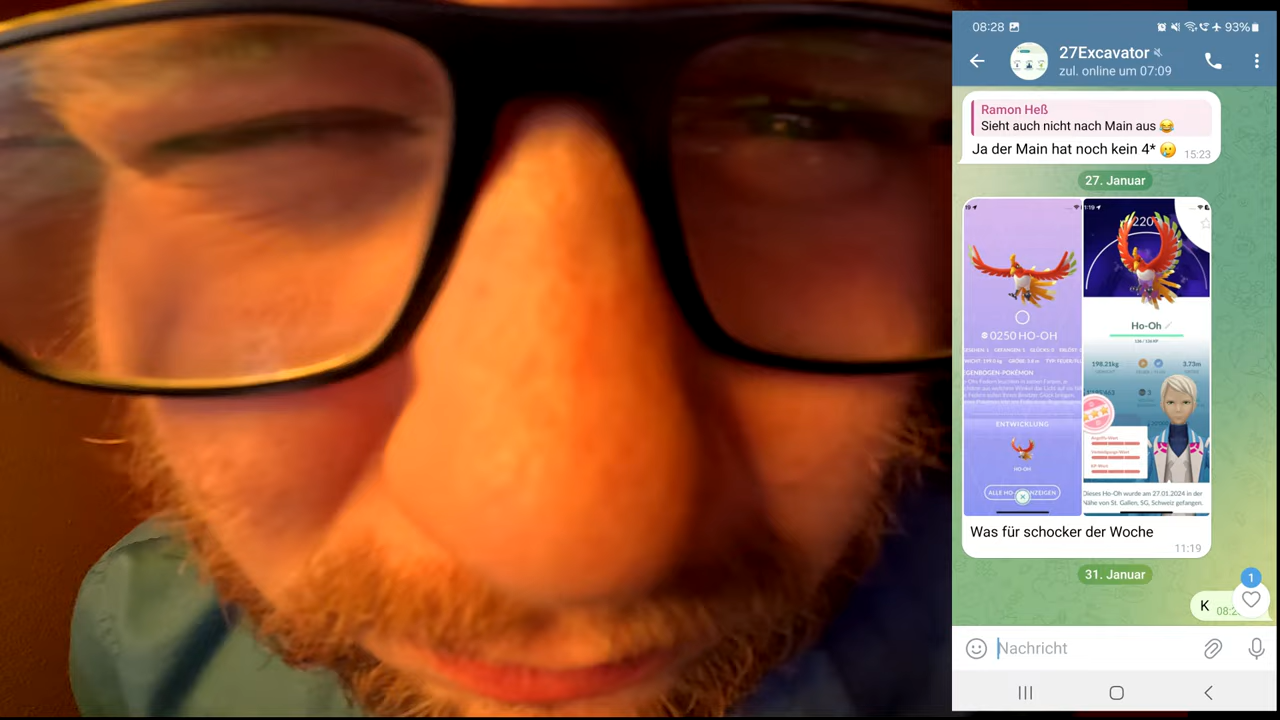 08:28
93%
27Excavator
zul. online um 07:09
Ramon Heß
Sieht auch nicht nach Main aus 😂
Ja der Main hat noch kein 4* 🥲
15:23
27. Januar
220
0250 HO-OH
Ho-Oh
198.21kg
3.73m
ENTWICKLUNG
HO-OH
Dieses Ho-Oh wurde am 27.01.2024 in der
Nähe von St. Gallen, SG, Schweiz gefangen.
Was für schocker der Woche
11:19
31. Januar
1
K
Nachricht